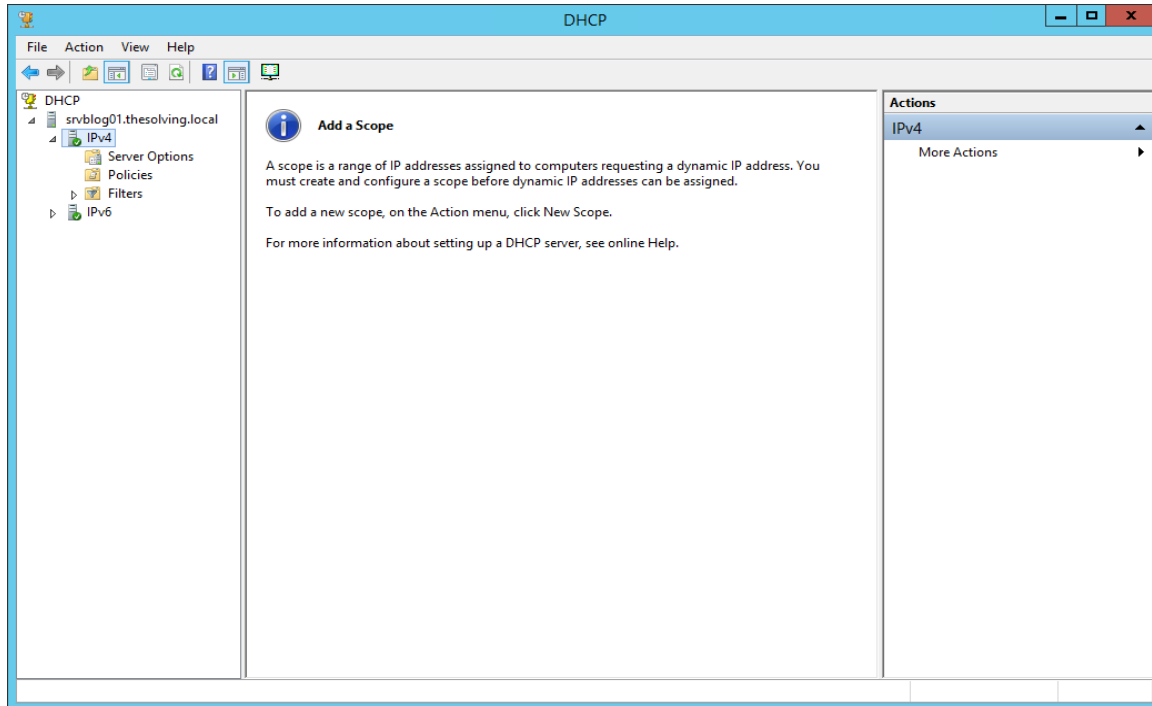 DHCP
File Action View Help
DHCP
srvblog01.thesolving.local
IPv4
Server Options
Policies
Filters
IPv6
Add a Scope
A scope is a range of IP addresses assigned to computers requesting a dynamic IP address. You
must create and configure a scope before dynamic IP addresses can be assigned.
To add a new scope, on the Action menu, click New Scope.
For more information about setting up a DHCP server, see online Help.
Actions
IPv4
More Actions